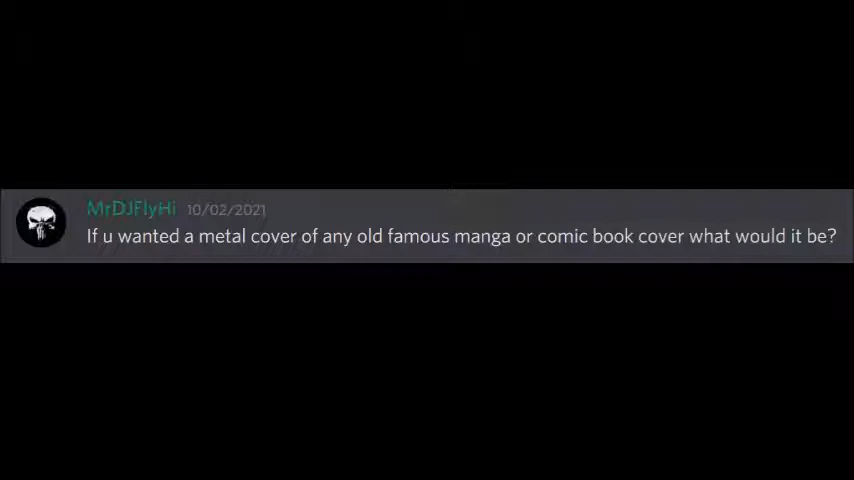 MrDJFlyHi 10/02/2021
If u wanted a metal cover of any old famous manga or comic book cover what would it be?